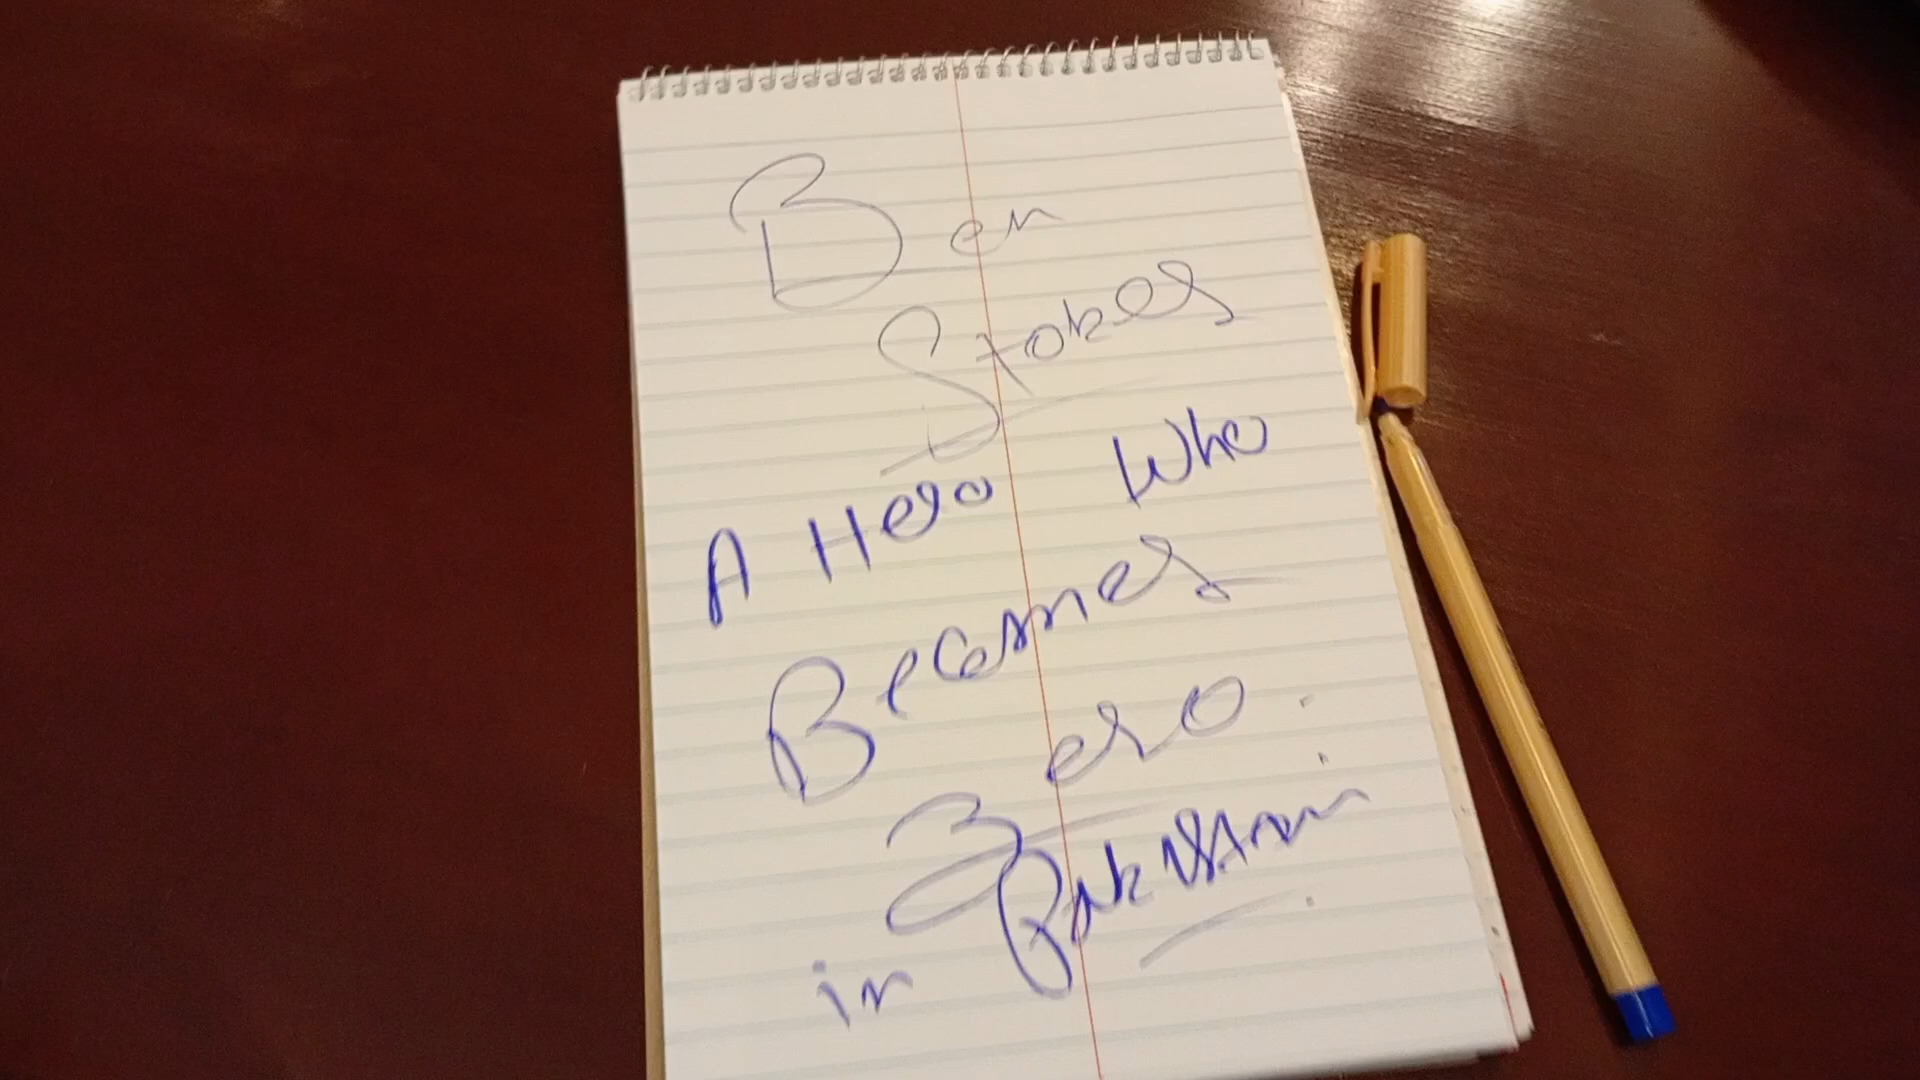 Ben
Stokes
A Hero Who
Becomes
Zero.
in Pakistan.